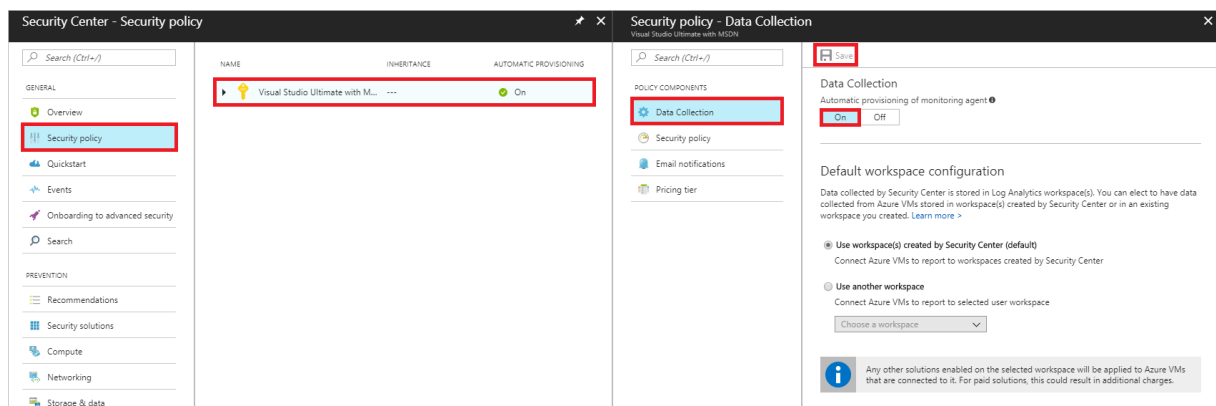 Security Center - Security policy
Search (Ctrl+/)
GENERAL
Overview
Security policy
Quickstart
Events
Onboarding to advanced security
Search
PREVENTION
Recommendations
Security solutions
Compute
Networking
Storage & data
NAME INHERITANCE AUTOMATIC PROVISIONING
Visual Studio Ultimate with M... --- On
Security policy - Data Collection
Visual Studio Ultimate with MSDN
Search (Ctrl+/)
POLICY COMPONENTS
Data Collection
Security policy
Email notifications
Pricing tier
Save
Data Collection
Automatic provisioning of monitoring agent
On Off
Default workspace configuration
Data collected by Security Center is stored in Log Analytics workspace(s). You can elect to have data
collected from Azure VMs stored in workspace(s) created by Security Center or in an existing
workspace you created. Learn more >
Use workspace(s) created by Security Center (default)
Connect Azure VMs to report to workspaces created by Security Center
Use another workspace
Connect Azure VMs to report to selected user workspace
Choose a workspace
Any other solutions enabled on the selected workspace will be applied to Azure VMs
that are connected to it. For paid solutions, this could result in additional charges.